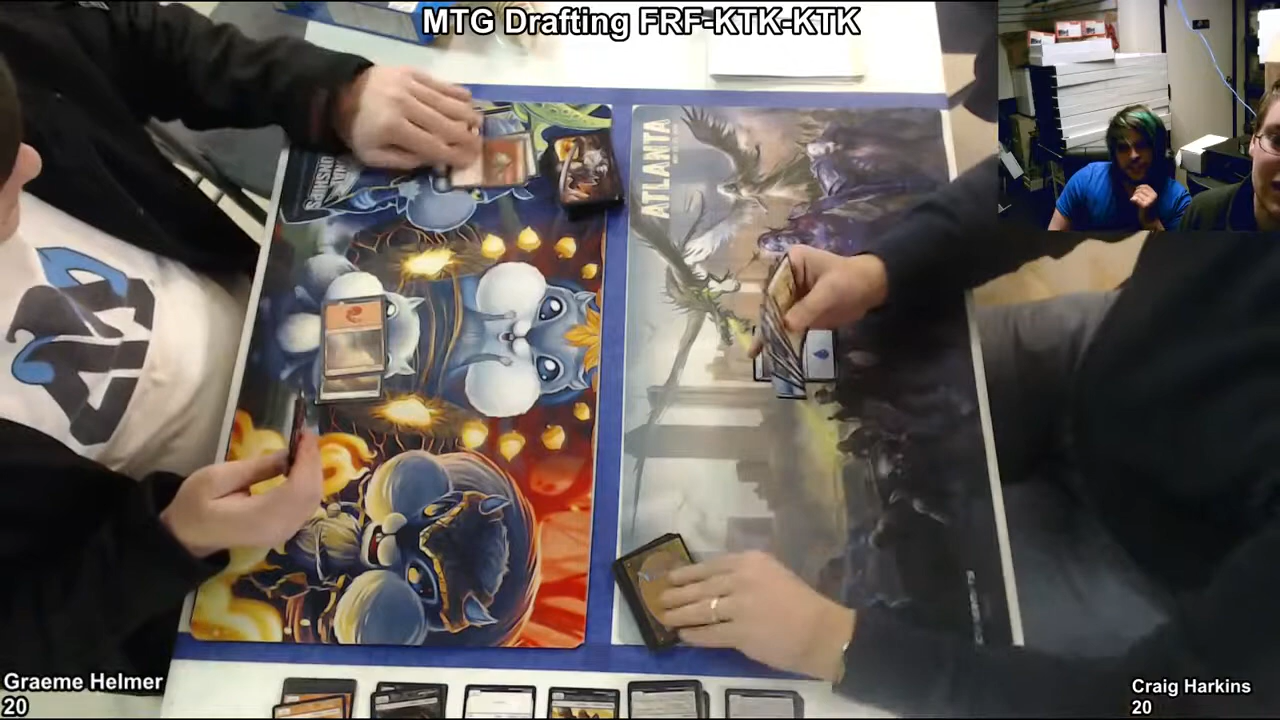 MTG Drafting FRF-KTK-KTK
ATLANTA
Graeme Helmer
20
Craig Harkins
20